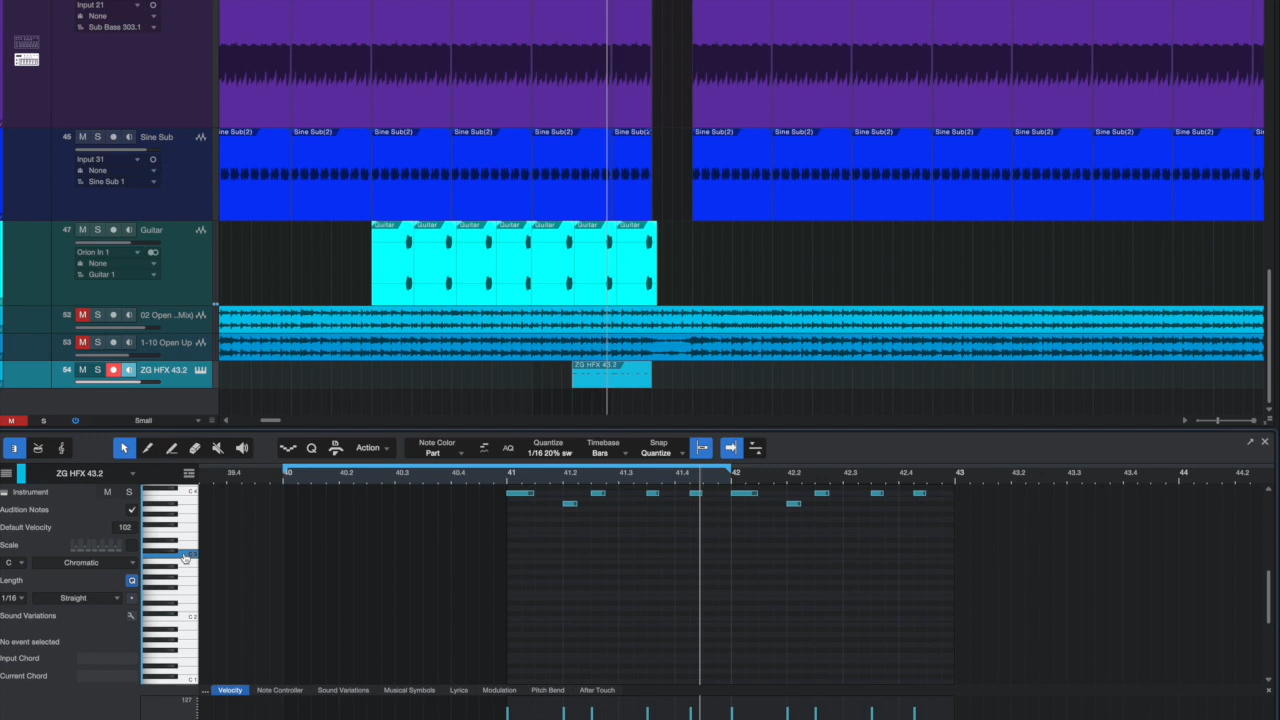 Input 21
None
Sub Bass 303.1
45 M S Sine Sub
Input 31
None
Sine Sub 1
ine Sub(2) Sine Sub(2) Sine Sub(2) Sine Sub(2) Sine Sub(2) Sine Sub(2 Sine Sub(2) Sine Sub(2) Sine Sub(2) Sine Sub(2) Sine Sub(2) Sine Sub(2) Sine Sub(2) Si
47 M S Guitar
Orion In 1
None
Guitar 1
Guitar Guitar Guitar Guitar Guitar Guitar Guitar
52 M S 02 Open ..Mix)
53 M S 1-10 Open Up
54 M S ZG HFX 43.2
ZG HFX 43.2
M S Small
Action
Note Color
Part
AQ
Quantize
1/16 20% sw
Timebase
Bars
Snap
Quantize
ZG HFX 43.2
39.4 40.2 40.3 40.4 41 41.2 41.3 41.4 42 42.2 42.3 42.4 43 43.2 43.3 43.4 44 44.2
Instrument M S
Audition Notes
Default Velocity 102
Scale
C Chromatic
Length Q
1/16 Straight
Sound Variations
No event selected
Input Chord
Current Chord
C 4
C 2
C 1
... Velocity Note Controller Sound Variations Musical Symbols Lyrics Modulation Pitch Bend After Touch
127